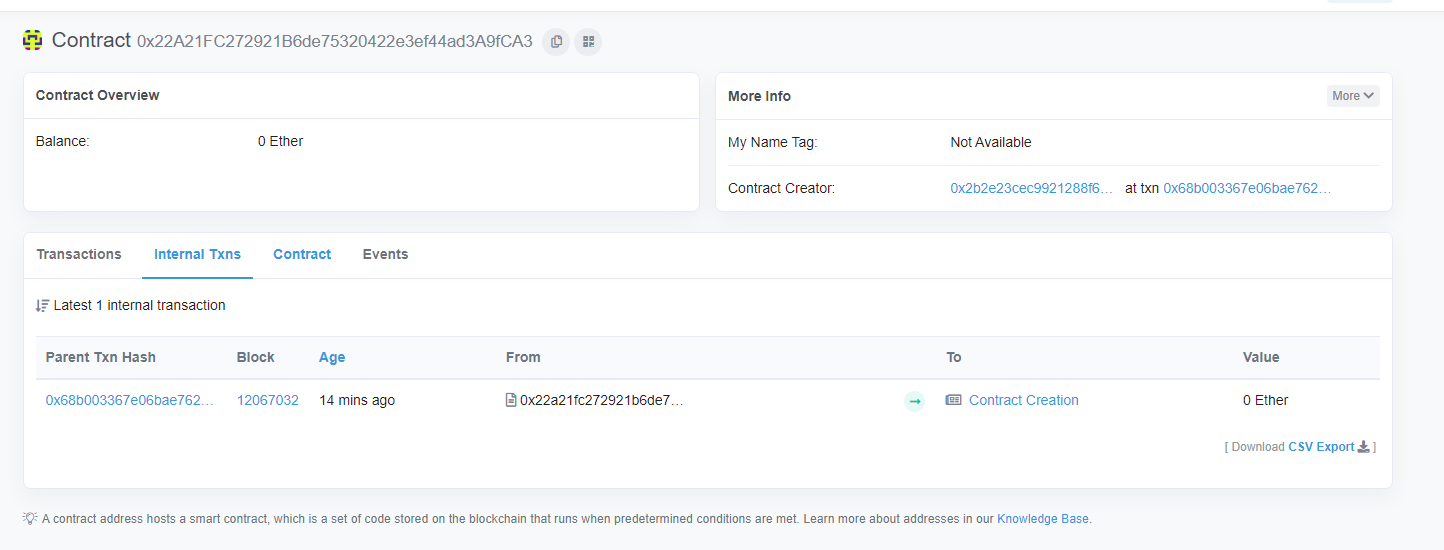 Contract 0x22A21FC272921B6de75320422e3ef44ad3A9fCA3
Contract Overview
Balance: 0 Ether
More Info
More
My Name Tag: Not Available
Contract Creator: 0x2b2e23cec9921288f6... at txn 0x68b003367e06bae762...
Transactions Internal Txns Contract Events
Latest 1 internal transaction
Parent Txn Hash Block Age From To Value
0x68b003367e06bae762... 12067032 14 mins ago 0x22a21fc272921b6de7... Contract Creation 0 Ether
[ Download CSV Export ]
A contract address hosts a smart contract, which is a set of code stored on the blockchain that runs when predetermined conditions are met. Learn more about addresses in our Knowledge Base.